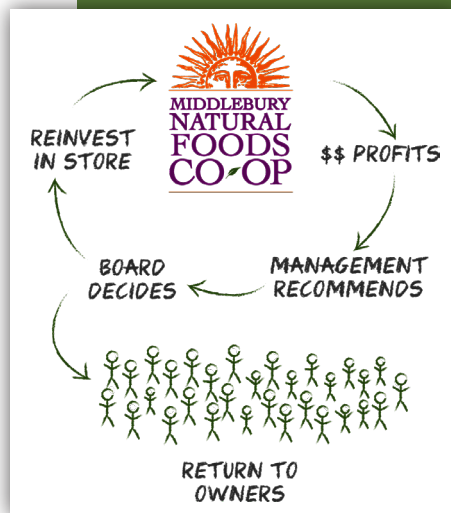 MIDDLEBURY
NATURAL
FOODS
CO-OP
$$ PROFITS
MANAGEMENT
RECOMMENDS
BOARD
DECIDES
REINVEST
IN STORE
RETURN TO
OWNERS